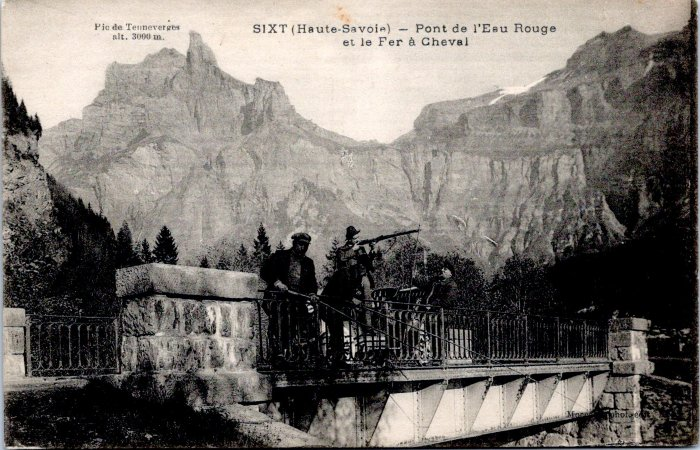 Pic de Tenneverges
alt. 3000 m.
SIXT (Haute-Savoie) – Pont de l'Eau Rouge
et le Fer à Cheval